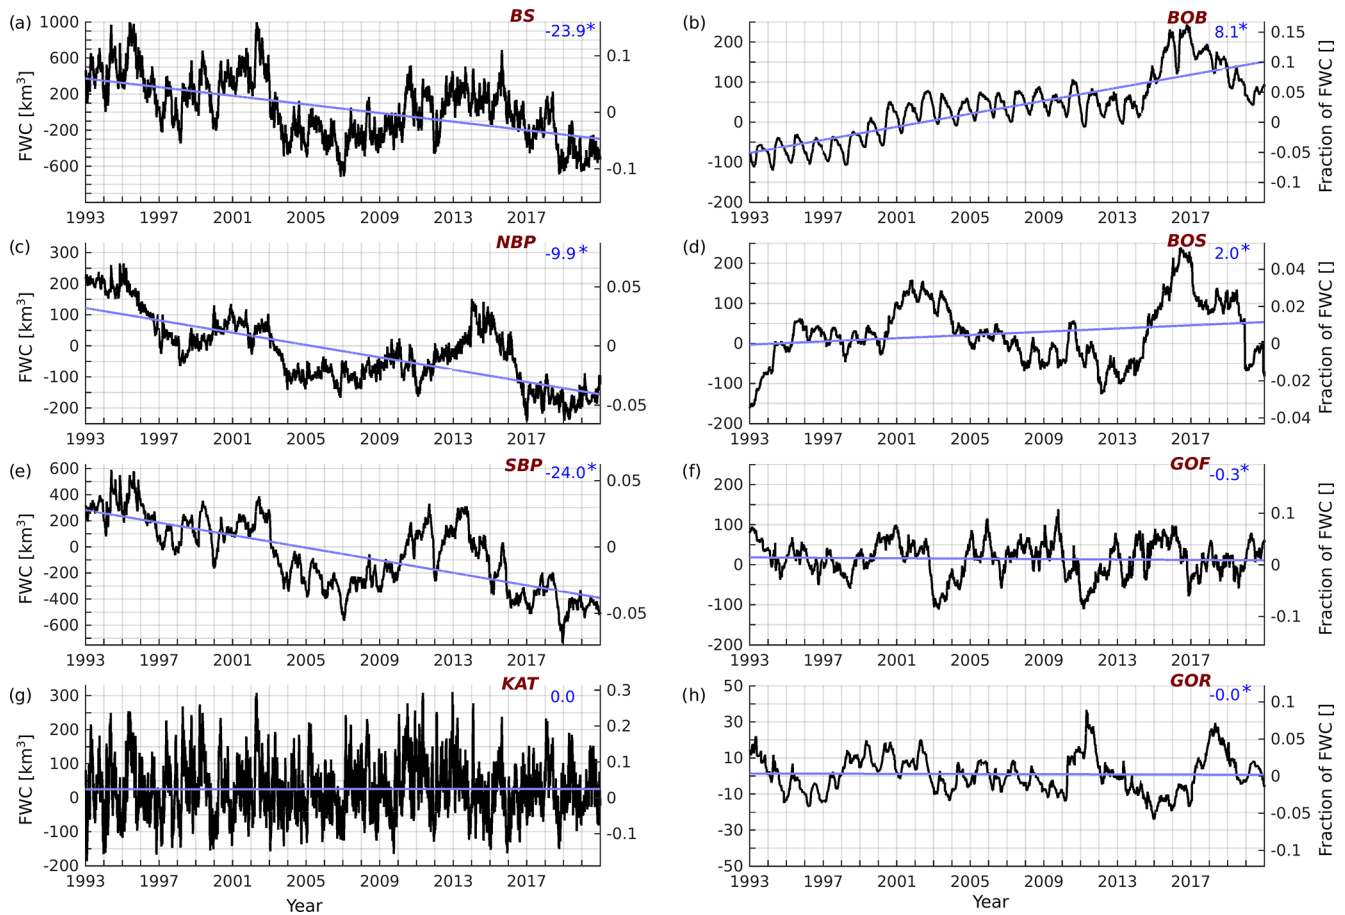 (a) BS -23.9*
1000 600 200 -200 -600
FWC [km³]
0.1 0 -0.1
1993 1997 2001 2005 2009 2013 2017
(b) BOB 8.1*
200 100 0 -100 -200
0.15 0.10 0.05 0 -0.05 -0.1
Fraction of FWC []
1993 1997 2001 2005 2009 2013 2017
(c) NBP -9.9*
300 200 100 0 -100 -200
FWC [km³]
0.05 0 -0.05
1993 1997 2001 2005 2009 2013 2017
(d) BOS 2.0*
200 100 0 -100 -200
0.04 0.02 0 -0.02 -0.04
Fraction of FWC []
1993 1997 2001 2005 2009 2013 2017
(e) SBP -24.0*
600 400 200 0 -200 -400 -600
FWC [km³]
0.05 0 -0.05
1993 1997 2001 2005 2009 2013 2017
(f) GOF -0.3*
200 100 0 -100 -200
0.1 0 -0.1
Fraction of FWC []
1993 1997 2001 2005 2009 2013 2017
(g) KAT 0.0
300 200 100 0 -100 -200
FWC [km³]
0.3 0.2 0.1 0 -0.1
1993 1997 2001 2005 2009 2013 2017
Year
(h) GOR -0.0*
50 30 10 -10 -30 -50
0.1 0.05 0 -0.05 -0.1
Fraction of FWC []
1993 1997 2001 2005 2009 2013 2017
Year